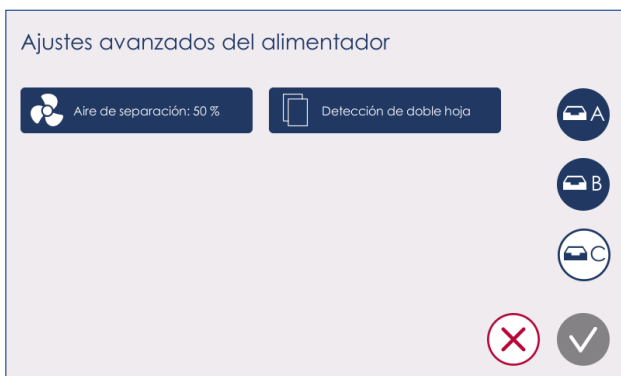 Ajustes avanzados del alimentador
Aire de separación: 50 %
Detección de doble hoja
A
B
C